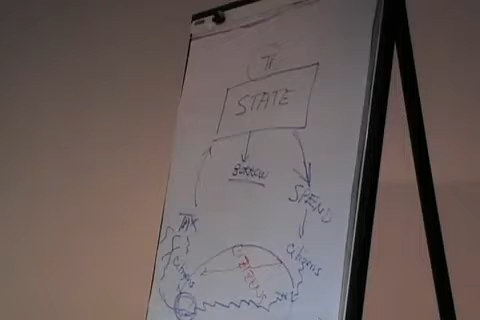 π
STATE
BORROW
SPEND
TAX
citizens
citizens